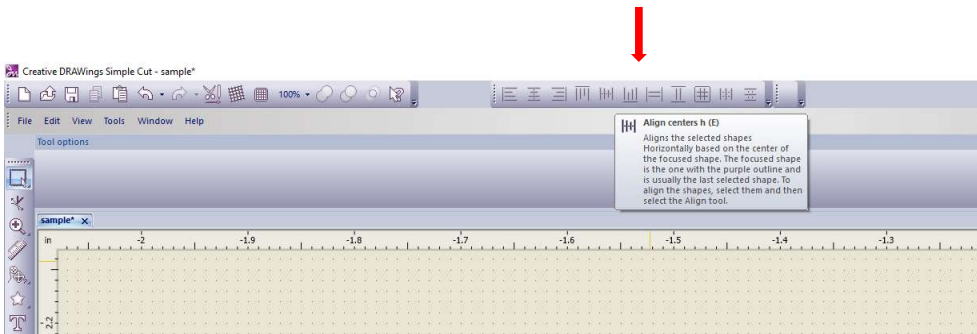 Creative DRAWings Simple Cut - sample*
100%
File Edit View Tools Window Help
Align centers h (E)
Aligns the selected shapes
Horizontally based on the center of
the focused shape. The focused shape
is the one with the purple outline and
is usually the last selected shape. To
align the shapes, select them and then
select the Align tool.
Tool options
sample* x
in -2 -1.9 -1.8 -1.7 -1.6 -1.5 -1.4 -1.3
-2.2